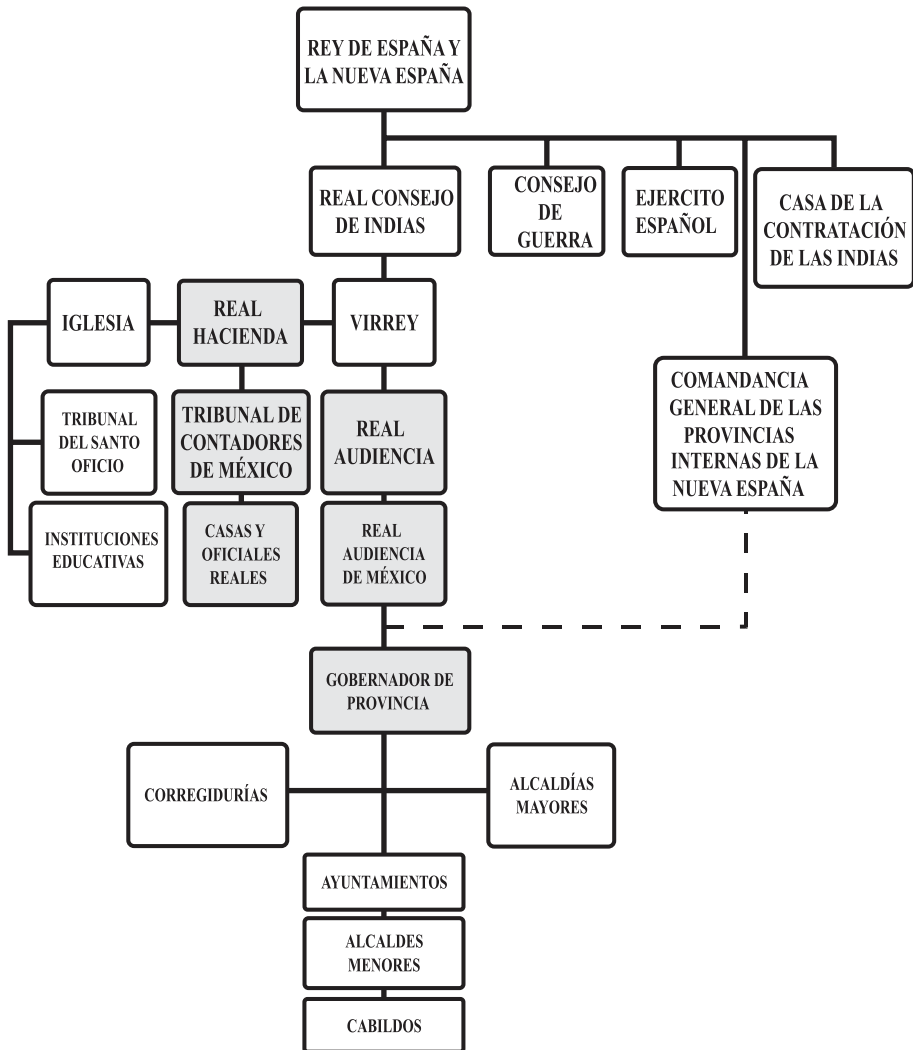 REY DE ESPAÑA Y
LA NUEVA ESPAÑA
REAL CONSEJO
DE INDIAS
CONSEJO
DE
GUERRA
EJERCITO
ESPAÑOL
CASA DE LA
CONTRATACIÓN
DE LAS INDIAS
IGLESIA
REAL
HACIENDA
VIRREY
COMANDANCIA
GENERAL DE LAS
PROVINCIAS
INTERNAS DE LA
NUEVA ESPAÑA
TRIBUNAL
DEL SANTO
OFICIO
TRIBUNAL DE
CONTADORES
DE MÉXICO
REAL
AUDIENCIA
INSTITUCIONES
EDUCATIVAS
CASAS Y
OFICIALES
REALES
REAL
AUDIENCIA
DE MÉXICO
GOBERNADOR DE
PROVINCIA
CORREGIDURÍAS
ALCALDÍAS
MAYORES
AYUNTAMIENTOS
ALCALDES
MENORES
CABILDOS